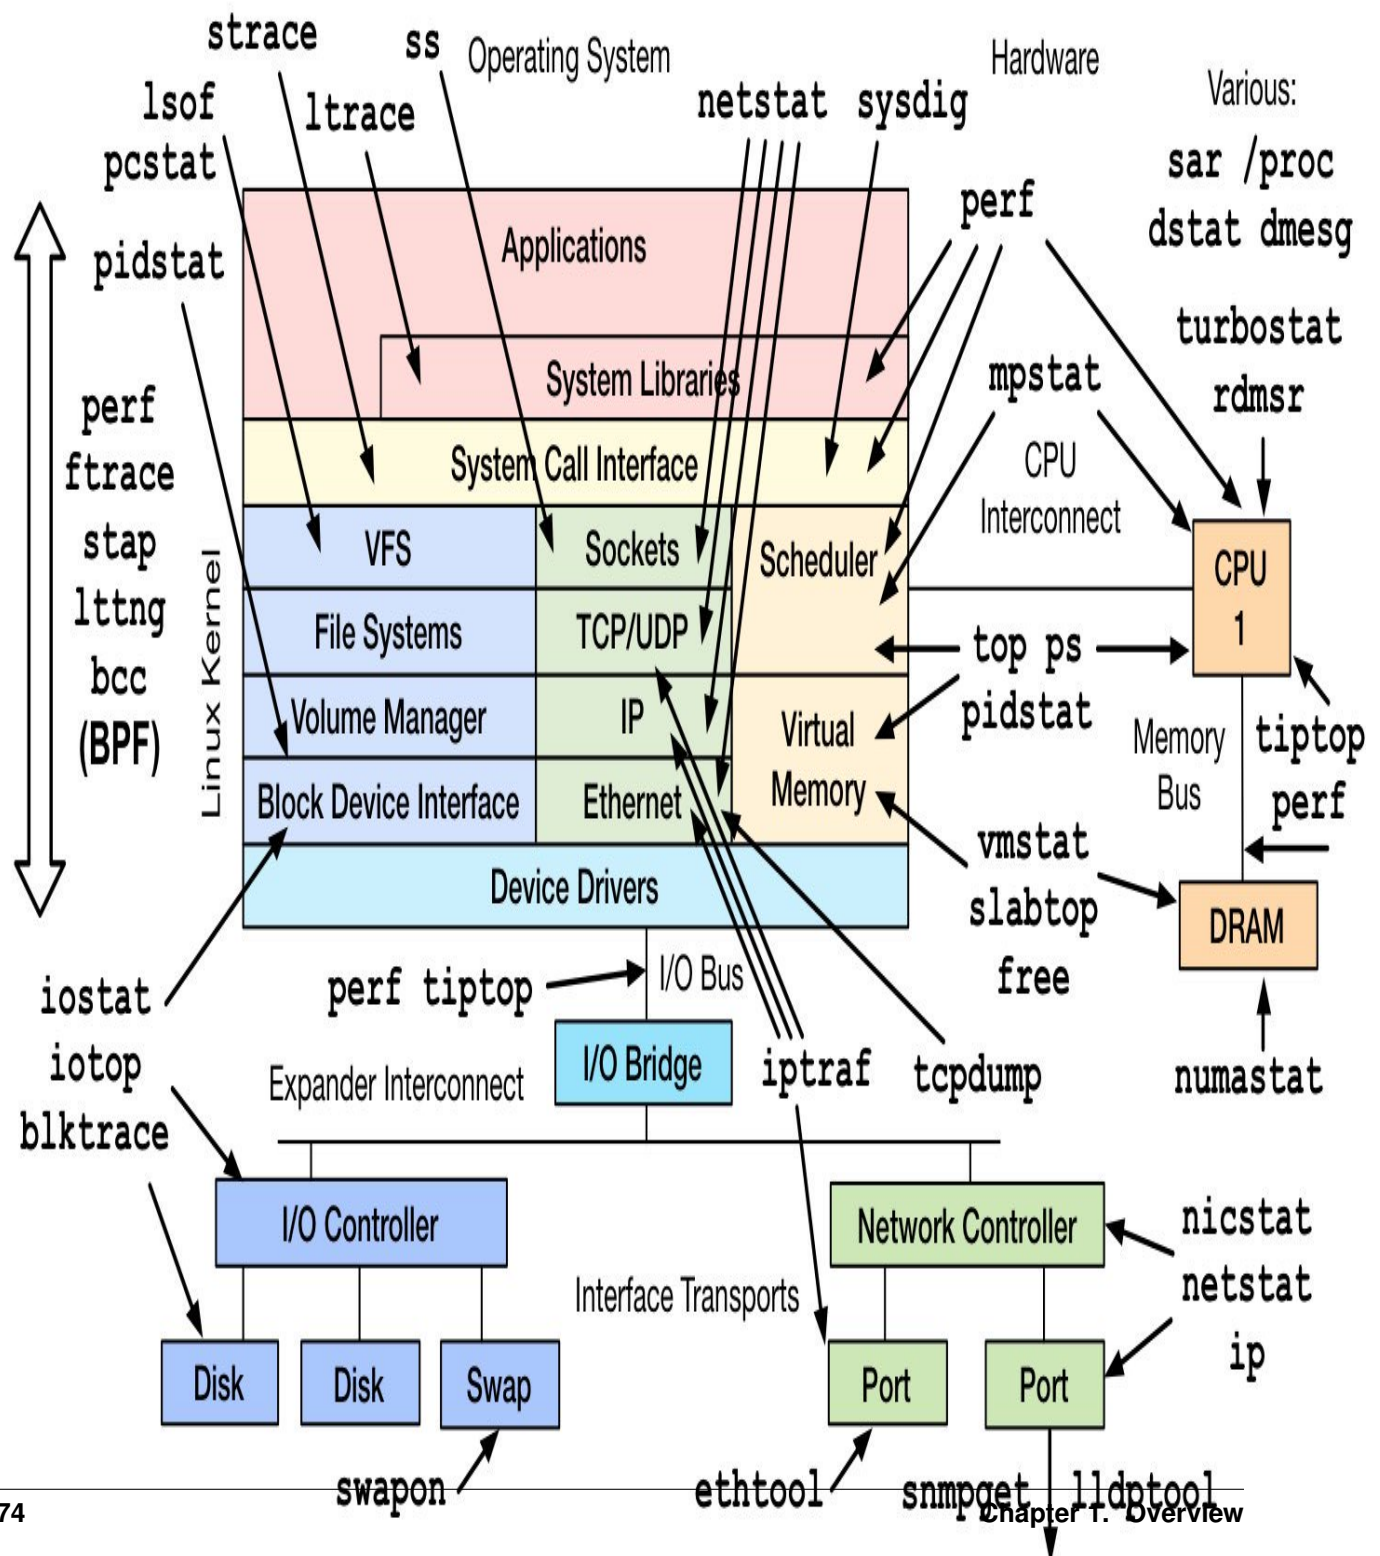 strace
ss
Operating System
Hardware
Various:
lsof
ltrace
netstat
sysdig
pcstat
sar /proc
perf
dstat dmesg
Applications
pidstat
turbostat
mpstat
rdmsr
System Libraries
perf
ftrace
stap
lttng
bcc
(BPF)
System Call Interface
CPU
Interconnect
Linux Kernel
VFS
Sockets
Scheduler
CPU
1
File Systems
TCP/UDP
top ps
pidstat
Volume Manager
IP
Virtual
Memory
Memory
Bus
tiptop
perf
Block Device Interface
Ethernet
vmstat
slabtop
free
Device Drivers
DRAM
perf tiptop
I/O Bus
iostat
iotop
blktrace
I/O Bridge
iptraf
tcpdump
numastat
Expander Interconnect
I/O Controller
Network Controller
nicstat
netstat
ip
Interface Transports
Disk
Disk
Swap
Port
Port
swapon
ethtool
snmpget
lldptool
74
Chapter 1. Overview